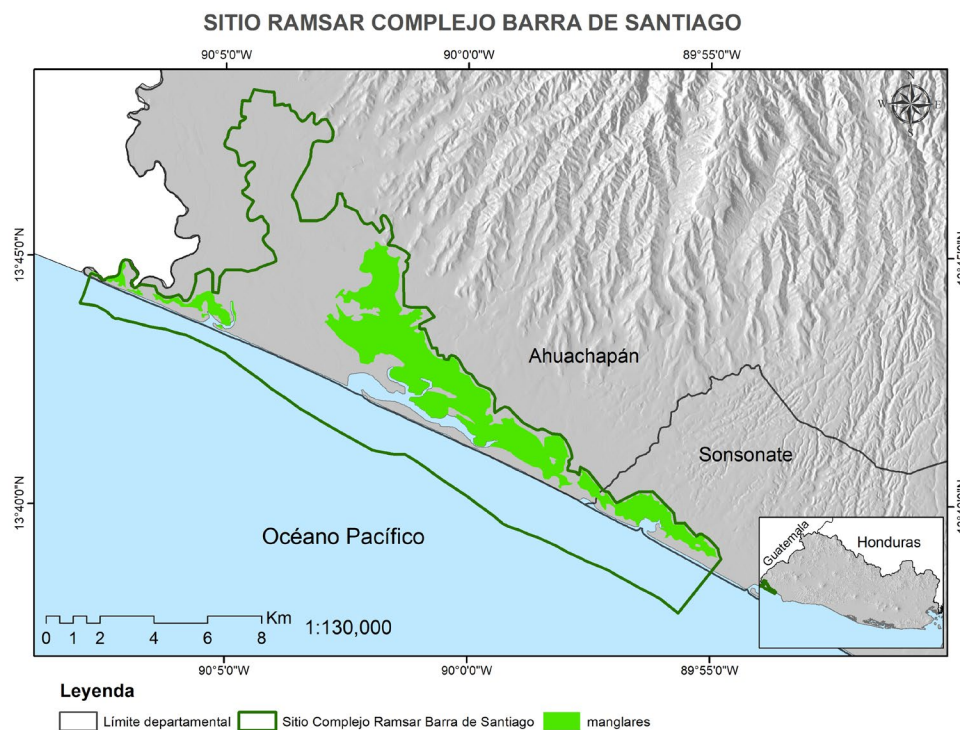 SITIO RAMSAR COMPLEJO BARRA DE SANTIAGO
90°5'0"W 90°0'0"W 89°55'0"W
N
W E
S
13°45'0"N
Ahuachapán
Sonsonate
13°40'0"N
Océano Pacífico
Guatemala
Honduras
Km
0 1 2 4 6 8
1:130,000
90°5'0"W 90°0'0"W 89°55'0"W
Leyenda
Límite departamental Sitio Complejo Ramsar Barra de Santiago manglares